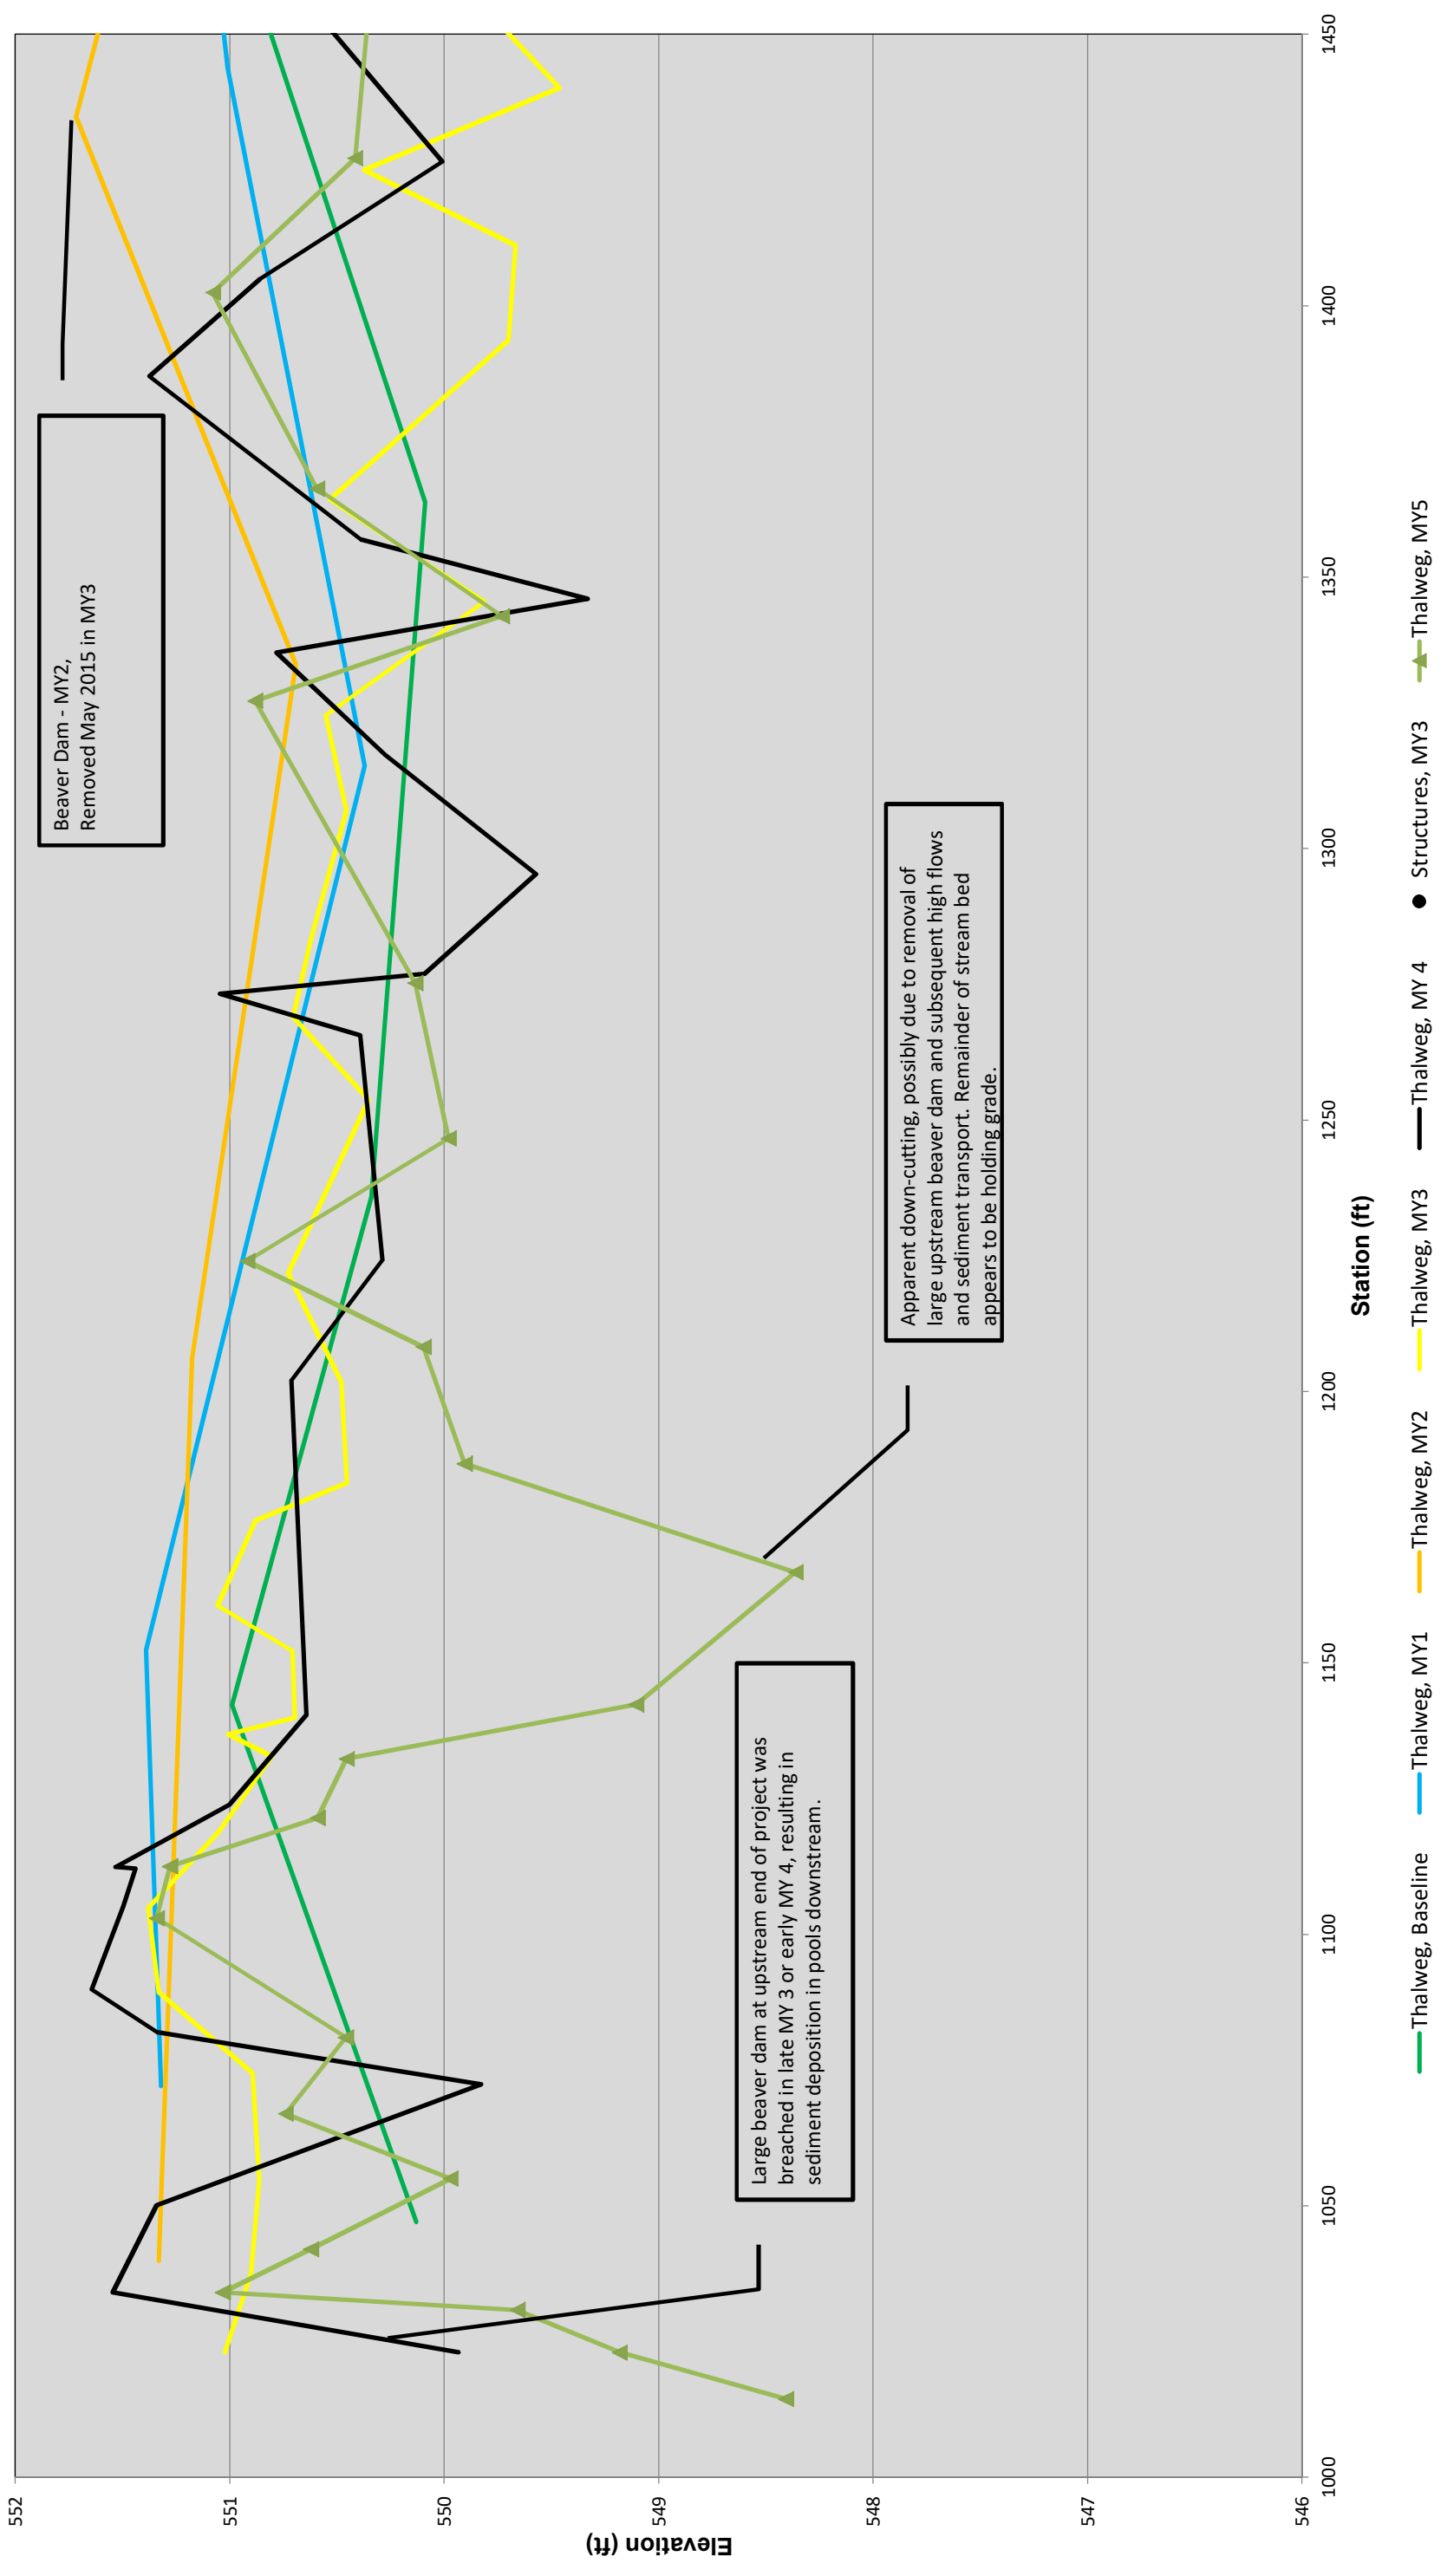 552
551
550
549
548
547
546
Elevation (ft)
Beaver Dam - MY2,
Removed May 2015 in MY3
Large beaver dam at upstream end of project was
breached in late MY 3 or early MY 4, resulting in
sediment deposition in pools downstream.
Apparent down-cutting, possibly due to removal of
large upstream beaver dam and subsequent high flows
and sediment transport. Remainder of stream bed
appears to be holding grade.
1000 1050 1100 1150 1200 1250 1300 1350 1400 1450
Station (ft)
Thalweg, Baseline Thalweg, MY1 Thalweg, MY2 Thalweg, MY3 Thalweg, MY 4 Structures, MY3 Thalweg, MY5